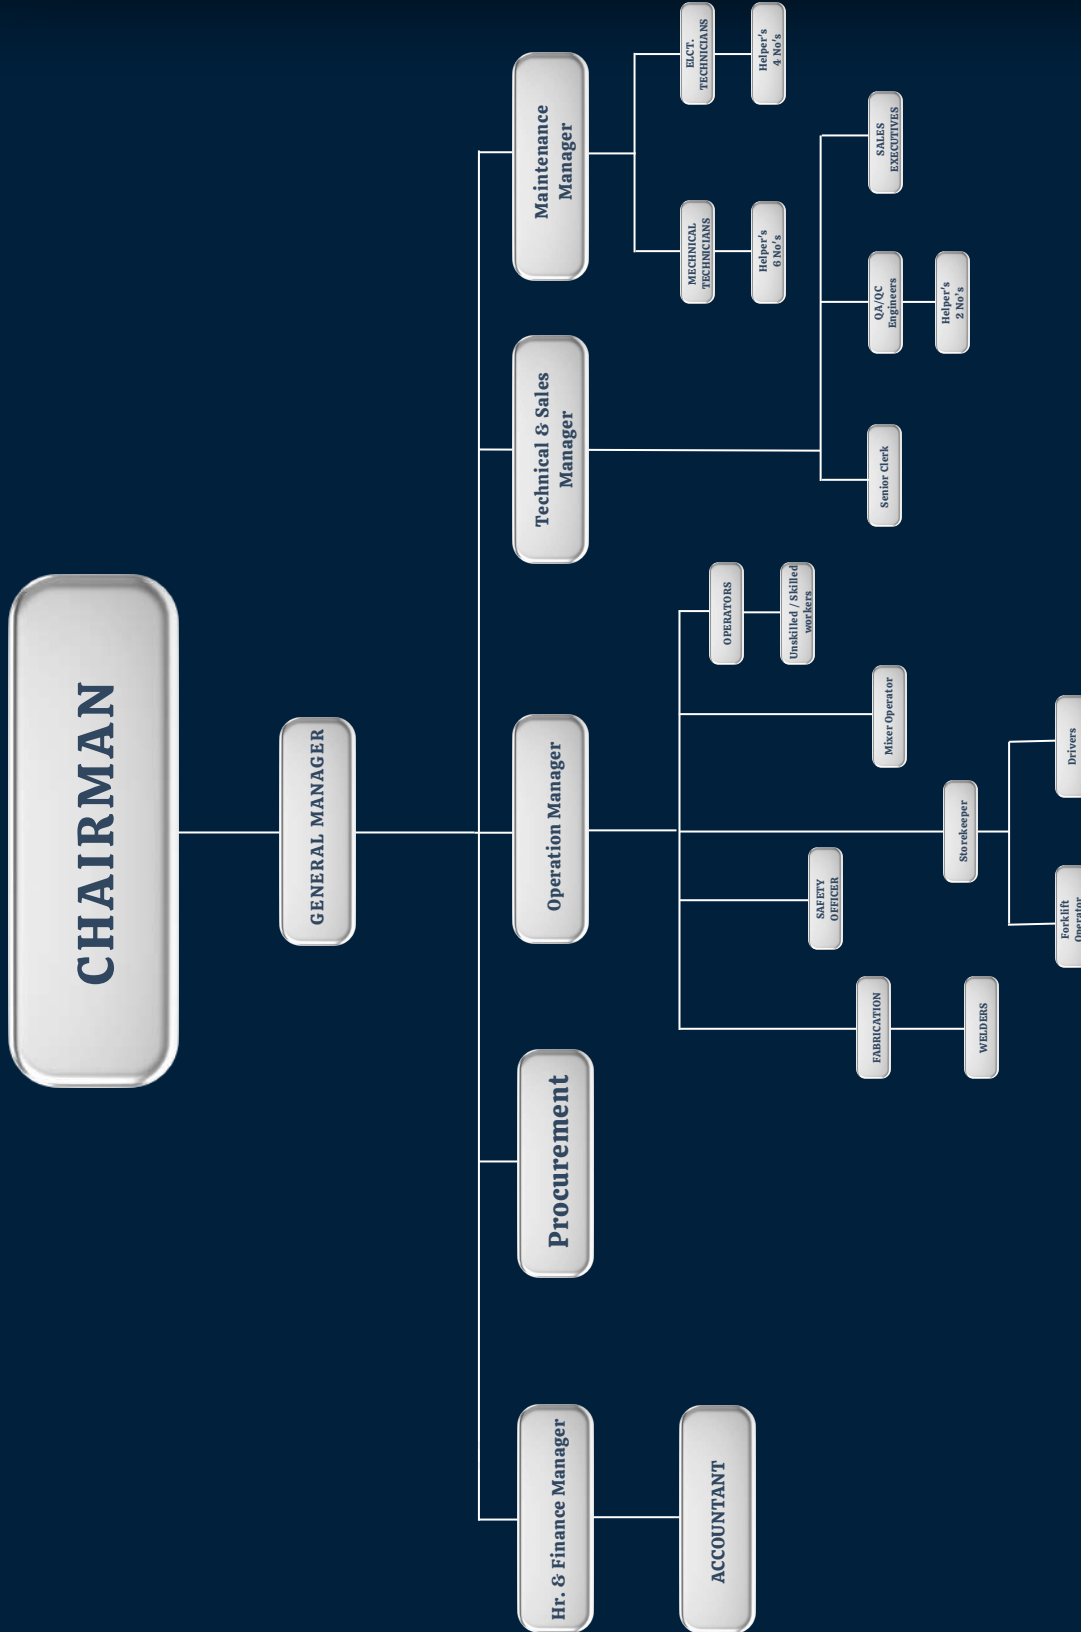 CHAIRMAN
GENERAL MANAGER
Hr. & Finance Manager
Procurement
Operation Manager
Technical & Sales
Manager
Maintenance
Manager
ACCOUNTANT
FABRICATION
WELDERS
SAFETY
OFFICER
Storekeeper
Forklift
Operator
Drivers
Mixer Operator
OPERATORS
Unskilled / Skilled
workers
Senior Clerk
QA/QC
Engineers
Helper's
2 No's
SALES
EXECUTIVES
MECHNICAL
TECHNICIANS
Helper's
6 No's
ELCT.
TECHNICIANS
Helper's
4 No's